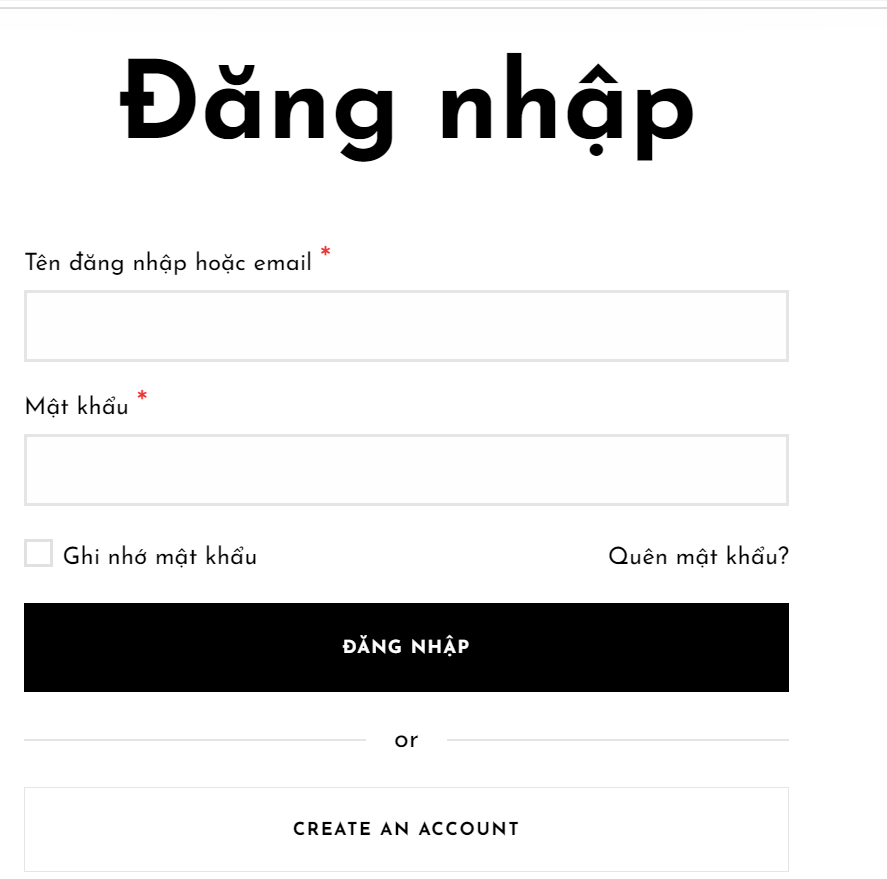 Đăng nhập
Tên đăng nhập hoặc email *
Mật khẩu *
Ghi nhớ mật khẩu
Quên mật khẩu?
ĐĂNG NHẬP
or
CREATE AN ACCOUNT